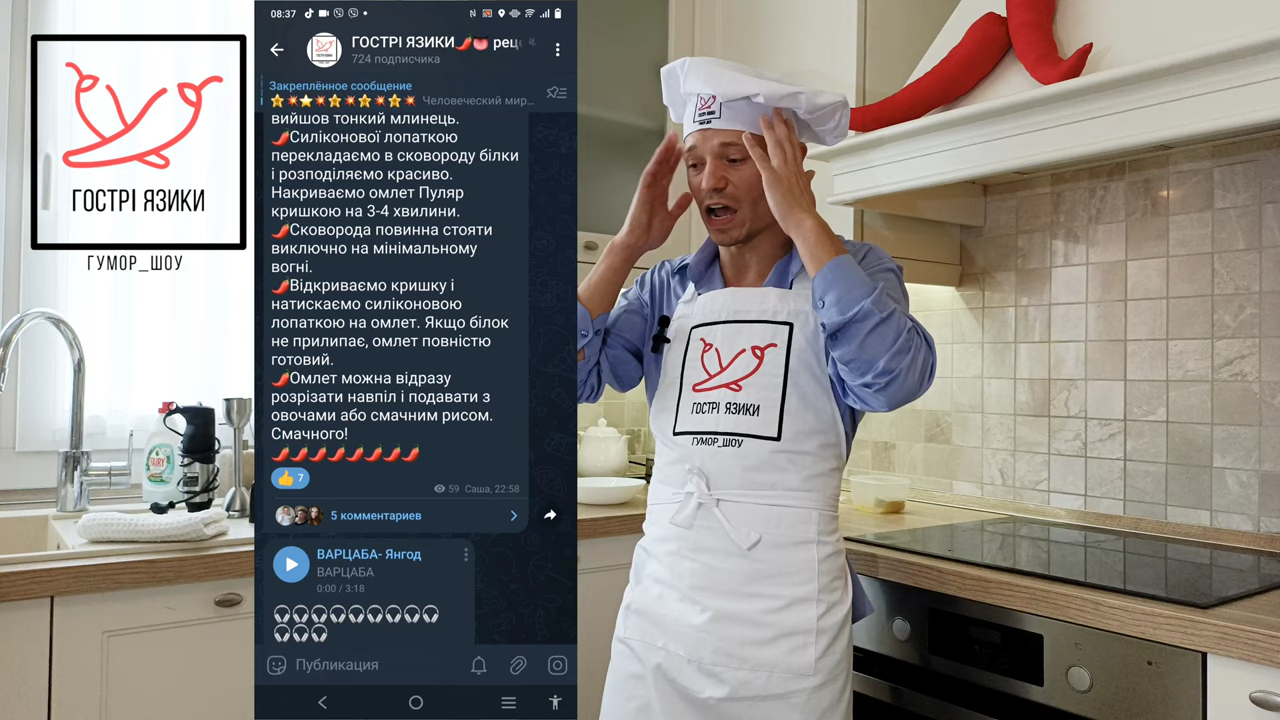 ГОСТРІ ЯЗИКИ
ГУМОР_ШОУ
08:37
ГОСТРІ ЯЗИКИ🌶👅 рец
724 подписчика
Закреплённое сообщение
⭐💥⭐💥⭐💥⭐💥⭐💥 Человеческий мир...
вийшов тонкий млинець.
🌶Силіконової лопаткою
перекладаємо в сковороду білки
і розподіляємо красиво.
Накриваємо омлет Пуляр
кришкою на 3-4 хвилини.
🌶Сковорода повинна стояти
виключно на мінімальному
вогні.
🌶Відкриваємо кришку і
натискаємо силіконовою
лопаткою на омлет. Якщо білок
не прилипає, омлет повністю
готовий.
🌶Омлет можна відразу
розрізати навпіл і подавати з
овочами або смачним рисом.
Смачного!
🌶🌶🌶🌶🌶🌶🌶🌶
👍 7
59 Саша, 22:58
5 комментариев
ВАРЦАБА- Янгод
ВАРЦАБА
0:00 / 3:18
🎧🎧🎧🎧🎧🎧🎧🎧🎧
🎧🎧🎧
Публикация
FAIRY
ГОСТРІ ЯЗИКИ
ГУМОР_ШОУ